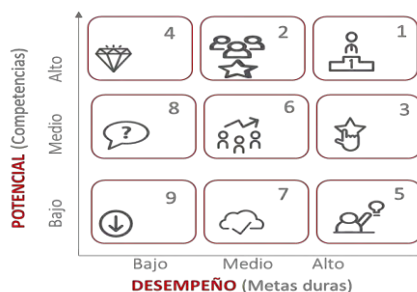 4 2 1
8 6 3
? 
9 7 5
POTENCIAL (Competencias)
Alto
Medio
Bajo
Bajo Medio Alto
DESEMPEÑO (Metas duras)